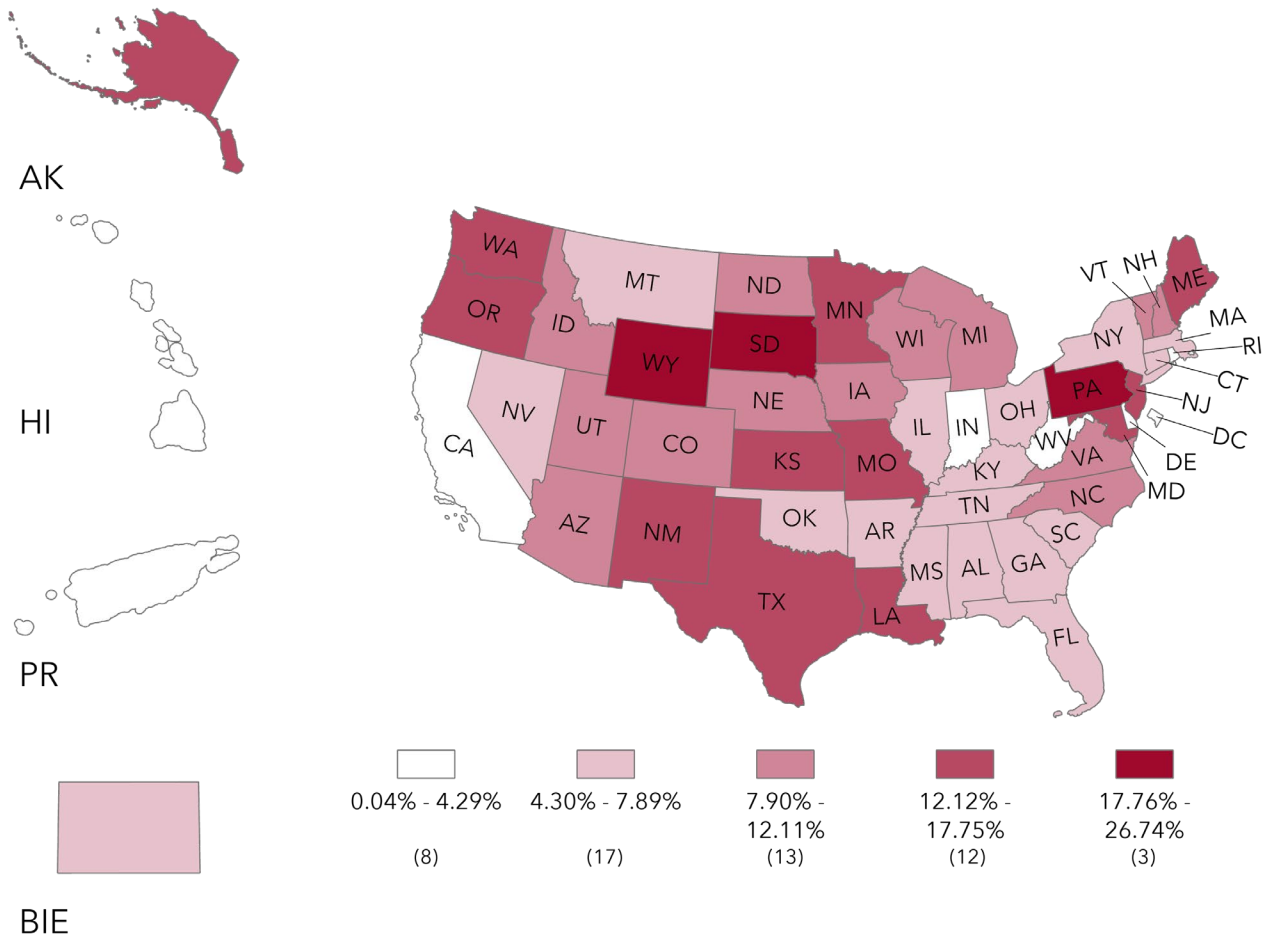 AK
HI
PR
BIE
WA
OR
CA
ID
NV
MT
WY
UT
AZ
CO
NM
ND
SD
NE
KS
OK
TX
MN
IA
MO
AR
LA
WI
IL
MI
IN
OH
KY
TN
MS
AL
GA
FL
SC
NC
VA
WV
PA
NY
VT
NH
ME
MA
RI
CT
NJ
DC
DE
MD
0.04% - 4.29%
(8)
4.30% - 7.89%
(17)
7.90% -
12.11%
(13)
12.12% -
17.75%
(12)
17.76% -
26.74%
(3)